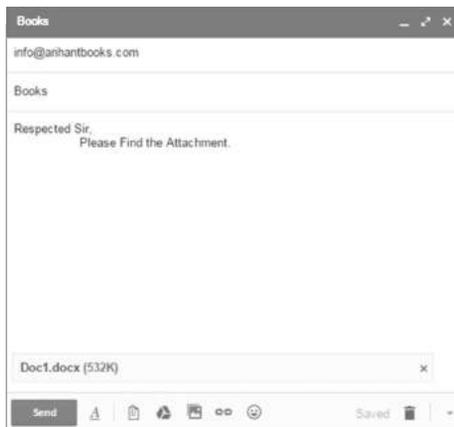 Books
info@arihantbooks.com
Books
Respected Sir,
Please Find the Attachment.
Doc1.docx (532K)
Send
A
Saved